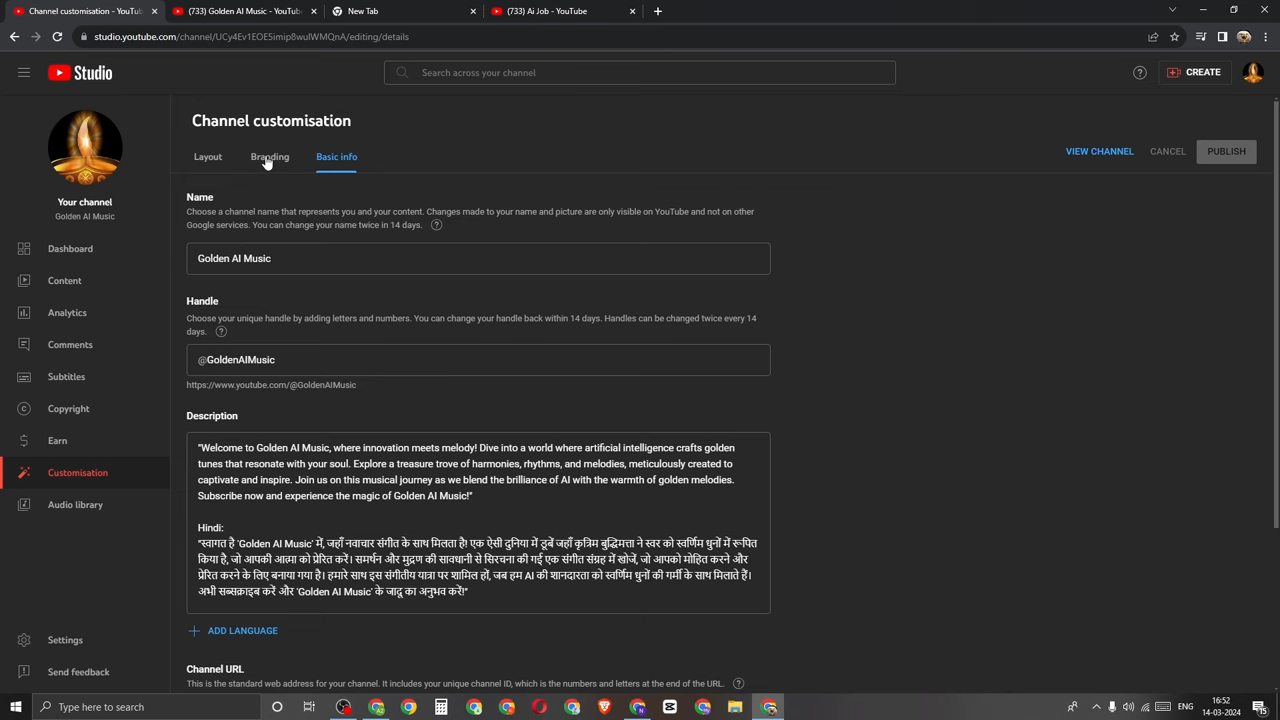 Channel customisation - YouTu
(733) Golden AI Music - YouTub
New Tab
(733) Ai Job - YouTube
studio.youtube.com/channel/UCy4Ev1EOE5imip8wuIWMQnA/editing/details
Studio
Search across your channel
CREATE
Channel customisation
Layout
Branding
Basic info
VIEW CHANNEL
CANCEL
PUBLISH
Your channel
Golden AI Music
Dashboard
Content
Analytics
Comments
Subtitles
Copyright
Earn
Customisation
Audio library
Settings
Send feedback
Name
Choose a channel name that represents you and your content. Changes made to your name and picture are only visible on YouTube and not on other
Google services. You can change your name twice in 14 days.
Golden AI Music
Handle
Choose your unique handle by adding letters and numbers. You can change your handle back within 14 days. Handles can be changed twice every 14
days.
@GoldenAIMusic
https://www.youtube.com/@GoldenAIMusic
Description
"Welcome to Golden AI Music, where innovation meets melody! Dive into a world where artificial intelligence crafts golden
tunes that resonate with your soul. Explore a treasure trove of harmonies, rhythms, and melodies, meticulously created to
captivate and inspire. Join us on this musical journey as we blend the brilliance of AI with the warmth of golden melodies.
Subscribe now and experience the magic of Golden AI Music!"
Hindi:
"स्वागत है 'Golden AI Music' में, जहाँ नवाचार संगीत के साथ मिलता है! एक ऐसी दुनिया में डूबें जहाँ कृत्रिम बुद्धिमत्ता ने स्वर को स्वर्णिम धुनों में रूपित
किया है, जो आपकी आत्मा को प्रेरित करें। समर्थन और मुद्रण की सावधानी से सिरचना की गई एक संगीत संग्रह में खोजें, जो आपको मोहित करने और
प्रेरित करने के लिए बनाया गया है। हमारे साथ इस संगीतीय यात्रा पर शामिल हों, जब हम AI की शानदारता को स्वर्णिम धुनों की गर्मी के साथ मिलाते हैं।
अभी सब्सक्राइब करें और 'Golden AI Music' के जादू का अनुभव करें!"
ADD LANGUAGE
Channel URL
This is the standard web address for your channel. It includes your unique channel ID, which is the numbers and letters at the end of the URL.
Type here to search
ENG
16:52
14-03-2024